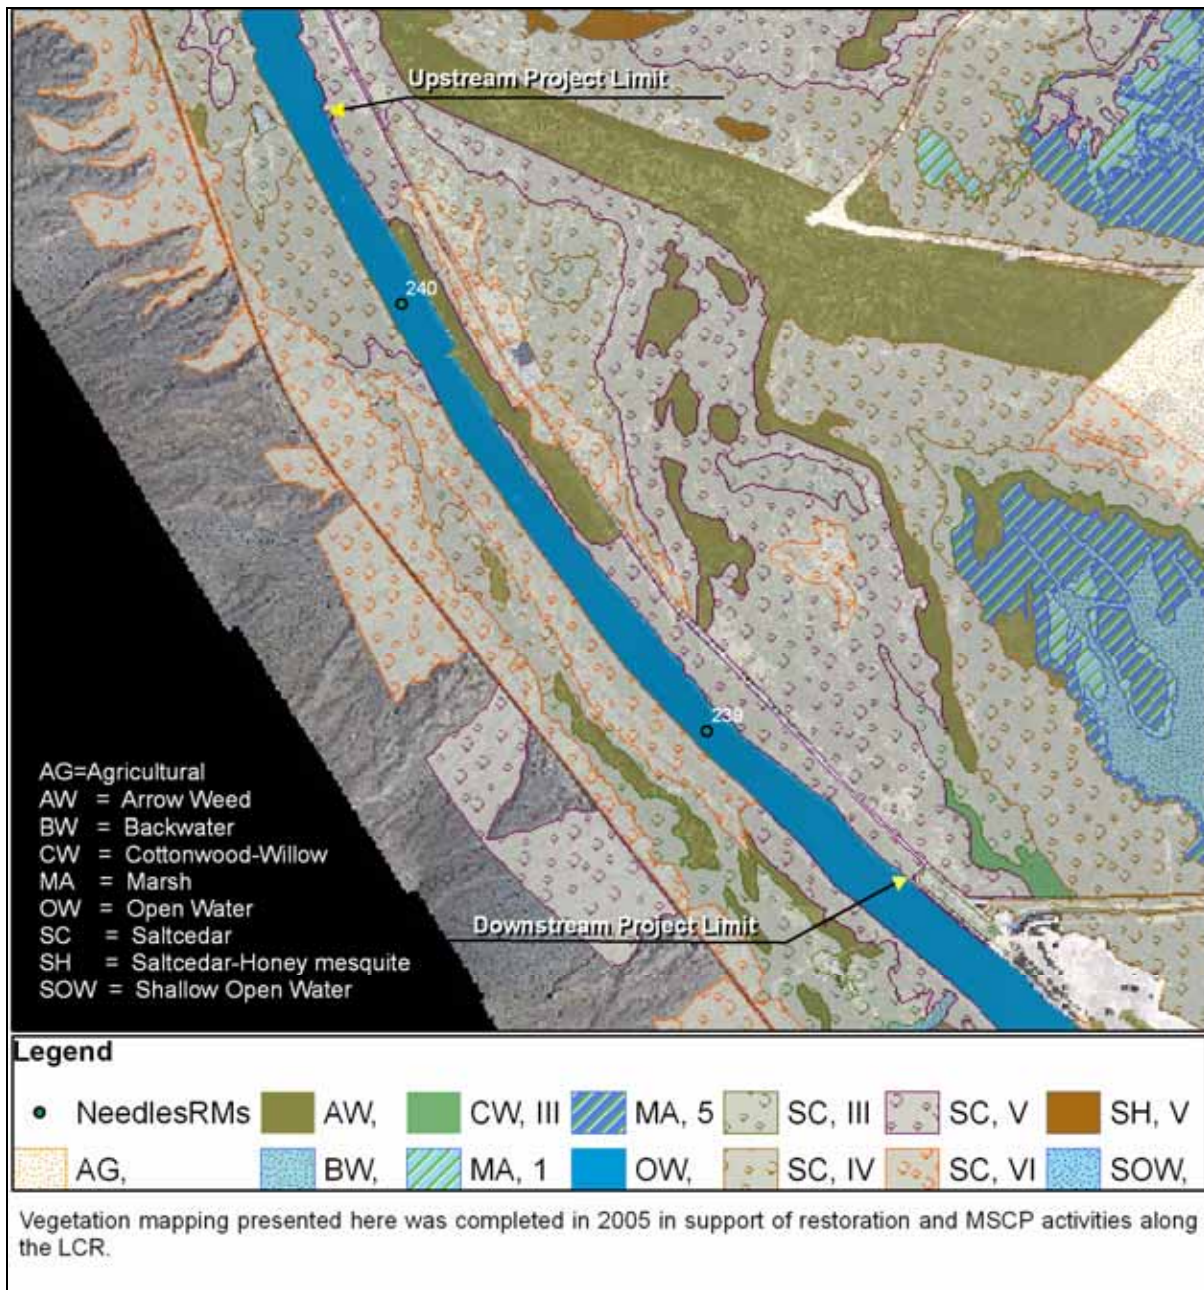 Upstream Project Limit
240
239
AG=Agricultural
AW = Arrow Weed
BW = Backwater
CW = Cottonwood-Willow
MA = Marsh
OW = Open Water
SC = Saltcedar
SH = Saltcedar-Honey mesquite
SOW = Shallow Open Water
Downstream Project Limit
Legend
NeedlesRMs AW, CW, III MA, 5 SC, III SC, V SH, V
AG, BW, MA, 1 OW, SC, IV SC, VI SOW,
Vegetation mapping presented here was completed in 2005 in support of restoration and MSCP activities along
the LCR.